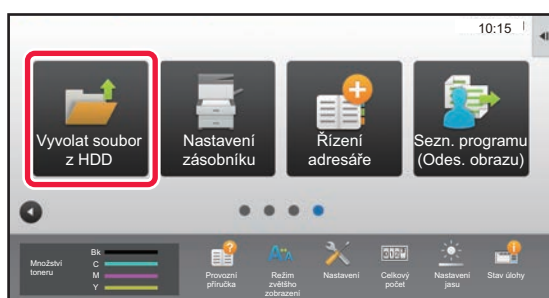 10:15
Vyvolat soubor
z HDD
Nastavení
zásobníku
Řízení
adresáře
Sezn. programu
(Odes. obrazu)
Množství
toneru
Bk
C
M
Y
Provozní
příručka
Režim
zvětšho
zobrazení
Nastavení
Celkový
počet
Nastavení
jasu
Stav úlohy